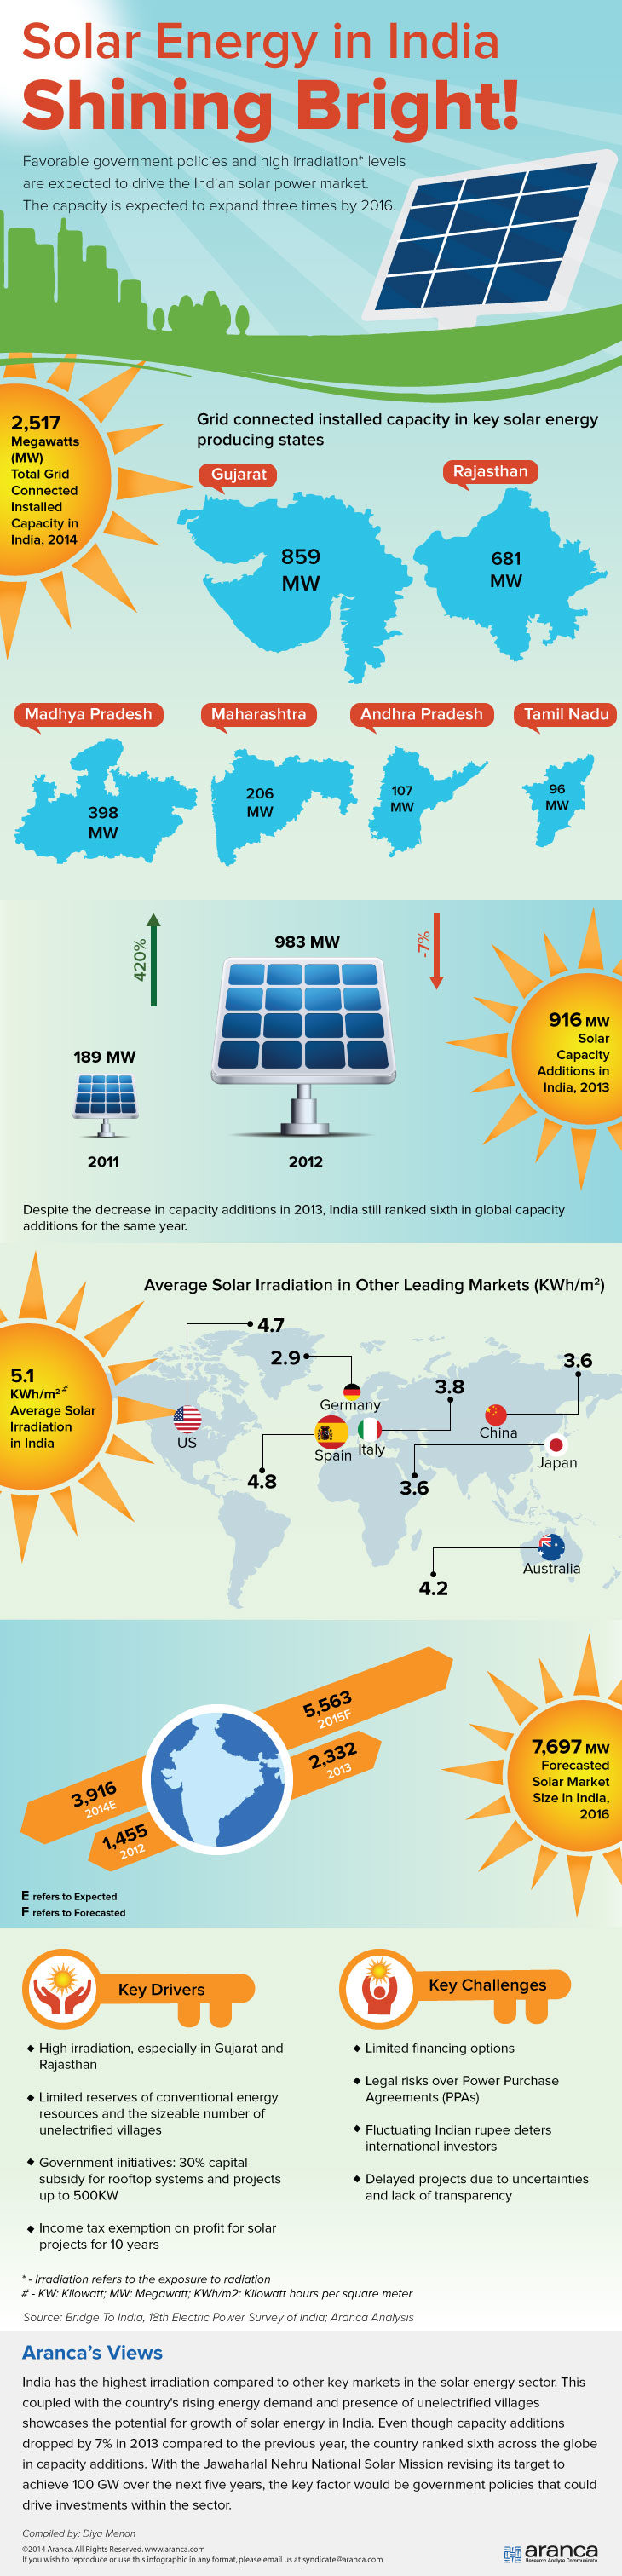 Solar Energy in India
Shining Bright!
Favorable government policies and high irradiation* levels
are expected to drive the Indian solar power market.
The capacity is expected to expand three times by 2016.
2,517
Megawatts
(MW)
Total Grid
Connected
Installed
Capacity in
India, 2014
Grid connected installed capacity in key solar energy
producing states
Gujarat
859
MW
Rajasthan
681
MW
Madhya Pradesh
398
MW
Maharashtra
206
MW
Andhra Pradesh
107
MW
Tamil Nadu
96
MW
420%
189 MW
2011
983 MW
2012
-7%
916 MW
Solar
Capacity
Additions in
India, 2013
Despite the decrease in capacity additions in 2013, India still ranked sixth in global capacity
additions for the same year.
Average Solar Irradiation in Other Leading Markets (KWh/m²)
5.1
KWh/m²#
Average Solar
Irradiation
in India
4.7
US
2.9
Germany
4.8
Spain
3.8
Italy
3.6
China
3.6
Japan
4.2
Australia
5,563
2015F
2,332
2013
3,916
2014E
1,455
2012
7,697 MW
Forecasted
Solar Market
Size in India,
2016
E refers to Expected
F refers to Forecasted
Key Drivers
◆ High irradiation, especially in Gujarat and
Rajasthan
◆ Limited reserves of conventional energy
resources and the sizeable number of
unelectrified villages
◆ Government initiatives: 30% capital
subsidy for rooftop systems and projects
up to 500KW
◆ Income tax exemption on profit for solar
projects for 10 years
Key Challenges
◆ Limited financing options
◆ Legal risks over Power Purchase
Agreements (PPAs)
◆ Fluctuating Indian rupee deters
international investors
◆ Delayed projects due to uncertainties
and lack of transparency
* - Irradiation refers to the exposure to radiation
# - KW: Kilowatt; MW: Megawatt; KWh/m2: Kilowatt hours per square meter
Source: Bridge To India, 18th Electric Power Survey of India; Aranca Analysis
Aranca's Views
India has the highest irradiation compared to other key markets in the solar energy sector. This
coupled with the country's rising energy demand and presence of unelectrified villages
showcases the potential for growth of solar energy in India. Even though capacity additions
dropped by 7% in 2013 compared to the previous year, the country ranked sixth across the globe
in capacity additions. With the Jawaharlal Nehru National Solar Mission revising its target to
achieve 100 GW over the next five years, the key factor would be government policies that could
drive investments within the sector.
Compiled by: Diya Menon
©2014 Aranca. All Rights Reserved. www.aranca.com
If you wish to reproduce or use this infographic in any format, please email us at syndicate@aranca.com
aranca
Research.Analyze.Communicate